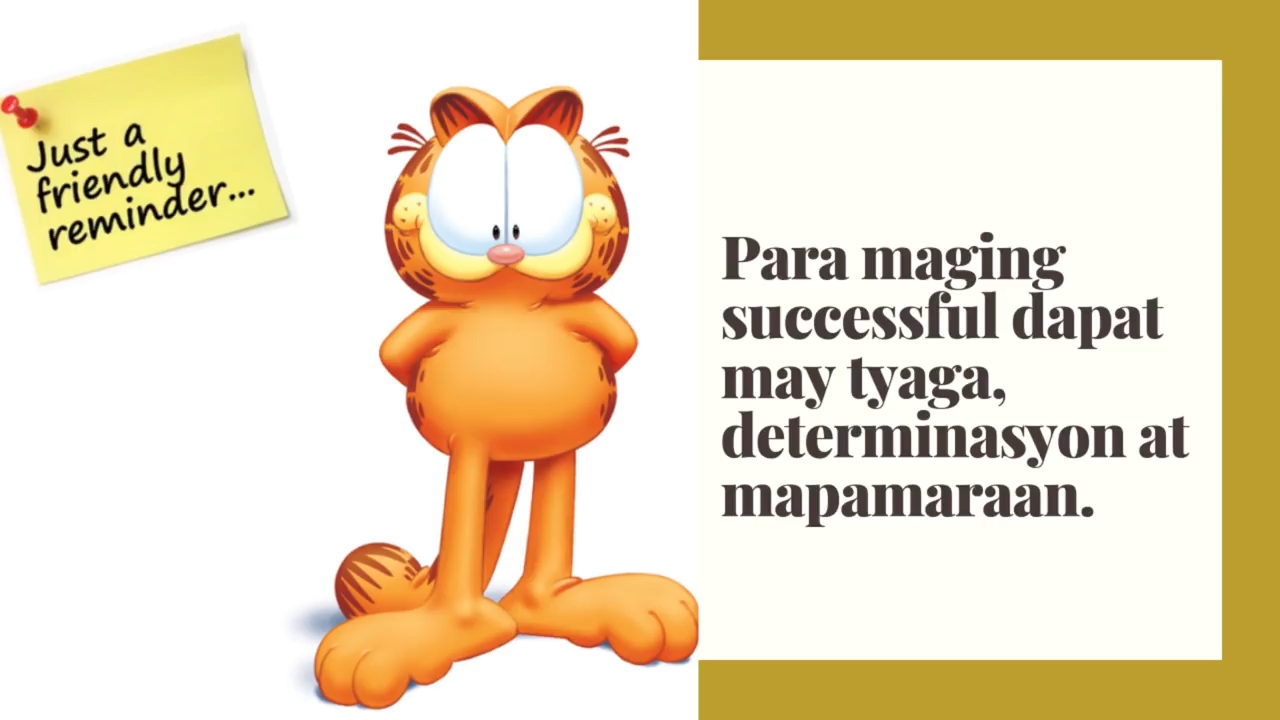 Just a
friendly
reminder...
Para maging
successful dapat
may tyaga,
determinasyon at
mapamaraan.